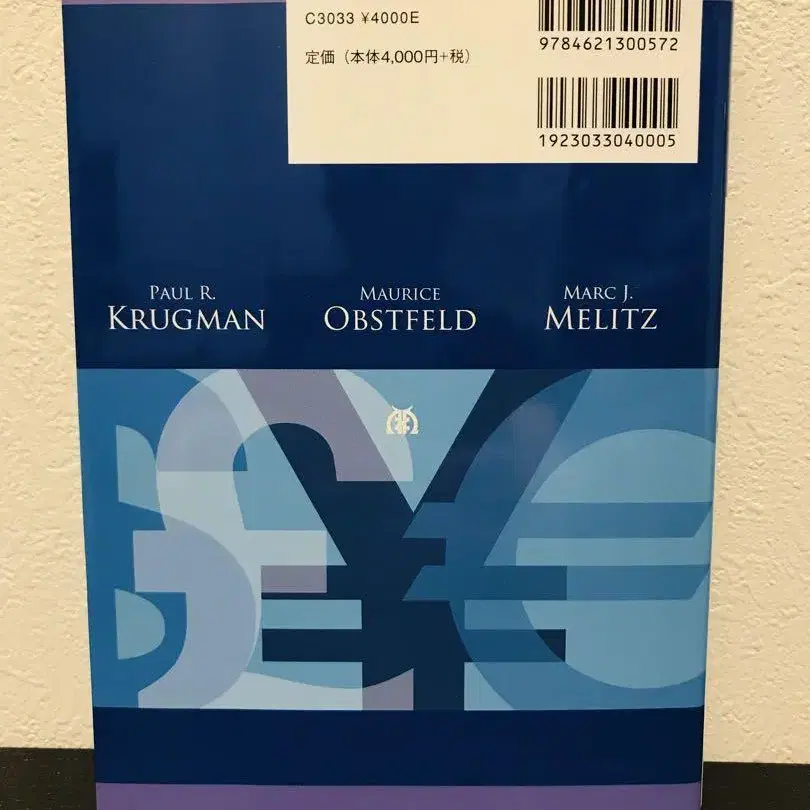 C3033 ¥4000E
9784621300572
定価(本体4,000円+税)
1923033040005
PAUL R.
KRUGMAN
MAURICE
OBSTFELD
MARC J.
MELITZ